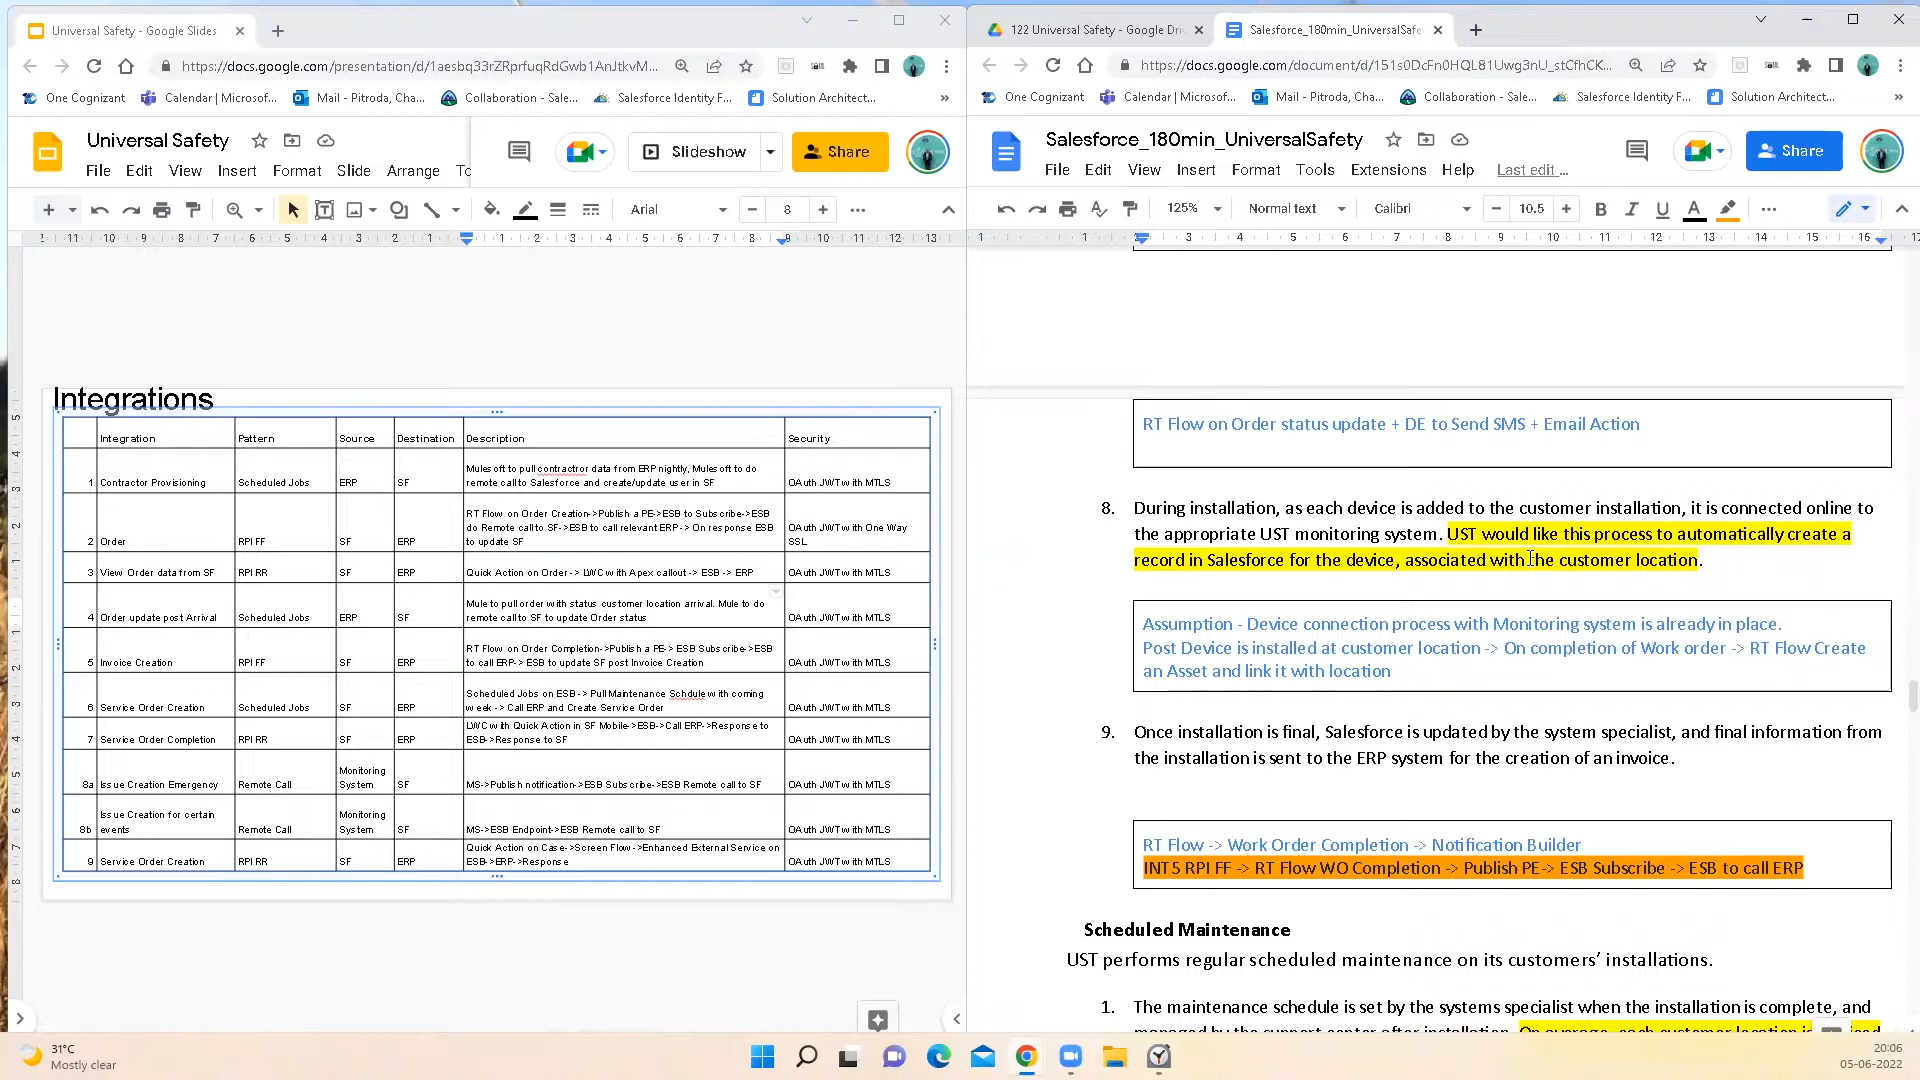 Universal Safety - Google Slides
https://docs.google.com/presentation/d/1aesbq33rZRprfuqRdGwb1AnJtkvM...
One Cognizant
Calendar | Microsof...
Mail - Pitroda, Cha...
Collaboration - Sale...
Salesforce Identity F...
Solution Architect...
»
Universal Safety
Slideshow
Share
File Edit View Insert Format Slide Arrange
Arial
8
Integrations
Integration Pattern Source Destination Description Security
1 Contractor Provisioning Scheduled Jobs ERP SF Mulesoft to pull contractror data from ERP nightly, Mulesoft to do
remote call to Salesforce and create/update user in SF OAuth JWT with MTLS
2 Order RPI FF SF ERP RT Flow on Order Creation->Publish a PE->ESB to Subscribe->ESB
do Remote call to SF->ESB to call relevant ERP-> On response ESB
to update SF OAuth JWT with One Way
SSL
3 View Order data from SF RPI RR SF ERP Quick Action on Order -> LWC with Apex callout -> ESB -> ERP OAuth JWT with MTLS
4 Order update post Arrival Scheduled Jobs ERP SF Mule to pull order with status customer location arrival. Mule to do
remote call to SF to update Order status OAuth JWT with MTLS
5 Invoice Creation RPI FF SF ERP RT Flow on Order Completion->Publish a PE-> ESB Subscribe->ESB
to call ERP-> ESB to update SF post Invoice Creation OAuth JWT with MTLS
6 Service Order Creation Scheduled Jobs SF ERP Scheduled Jobs on ESB -> Pull Maintenance Schdule with coming
week -> Call ERP and Create Service Order OAuth JWT with MTLS
7 Service Order Completion RPI RR SF ERP LWC with Quick Action in SF Mobile->ESB->Call ERP->Response to
ESB->Response to SF OAuth JWT with MTLS
8a Issue Creation Emergency Remote Call Monitoring
System SF MS->Publish notification->ESB Subscribe->ESB Remote call to SF OAuth JWT with MTLS
8b Issue Creation for certain
events Remote Call Monitoring
System SF MS->ESB Endpoint->ESB Remote call to SF OAuth JWT with MTLS
9 Service Order Creation RPI RR SF ERP Quick Action on Case->Screen Flow->Enhanced External Service on
ESB->ERP->Response OAuth JWT with MTLS
122 Universal Safety - Google Dri
Salesforce_180min_UniversalSafe
https://docs.google.com/document/d/151s0DcFn0HQL81Uwg3nU_stCfhCK...
One Cognizant
Calendar | Microsof...
Mail - Pitroda, Cha...
Collaboration - Sale...
Salesforce Identity F...
Solution Architect...
»
Salesforce_180min_UniversalSafety
Share
File Edit View Insert Format Tools Extensions Help Last edit ...
125% Normal text Calibri 10.5
RT Flow on Order status update + DE to Send SMS + Email Action
8. During installation, as each device is added to the customer installation, it is connected online to
the appropriate UST monitoring system. UST would like this process to automatically create a
record in Salesforce for the device, associated with the customer location.
Assumption - Device connection process with Monitoring system is already in place.
Post Device is installed at customer location -> On completion of Work order -> RT Flow Create
an Asset and link it with location
9. Once installation is final, Salesforce is updated by the system specialist, and final information from
the installation is sent to the ERP system for the creation of an invoice.
RT Flow -> Work Order Completion -> Notification Builder
INT5 RPI FF -> RT Flow WO Completion -> Publish PE-> ESB Subscribe -> ESB to call ERP
Scheduled Maintenance
UST performs regular scheduled maintenance on its customers' installations.
1. The maintenance schedule is set by the systems specialist when the installation is complete, and
managed by the support center after installation. On average, each customer location is
31°C
Mostly clear
20:06
05-06-2022